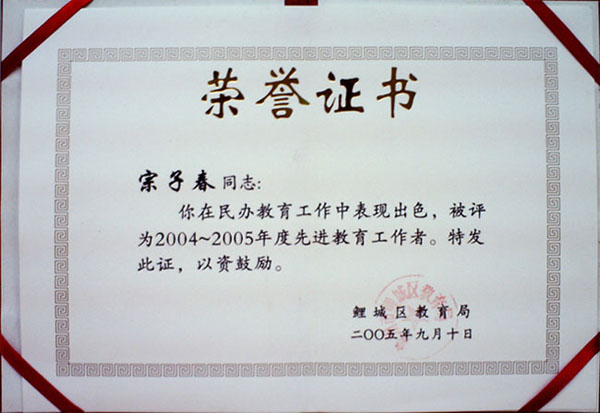 荣誉证书
宗子春同志:
你在民办教育工作中表现出色，被评
为2004~2005年度先进教育工作者。特发
此证，以资鼓励。
鲤城区教育局
二〇〇五年九月十日